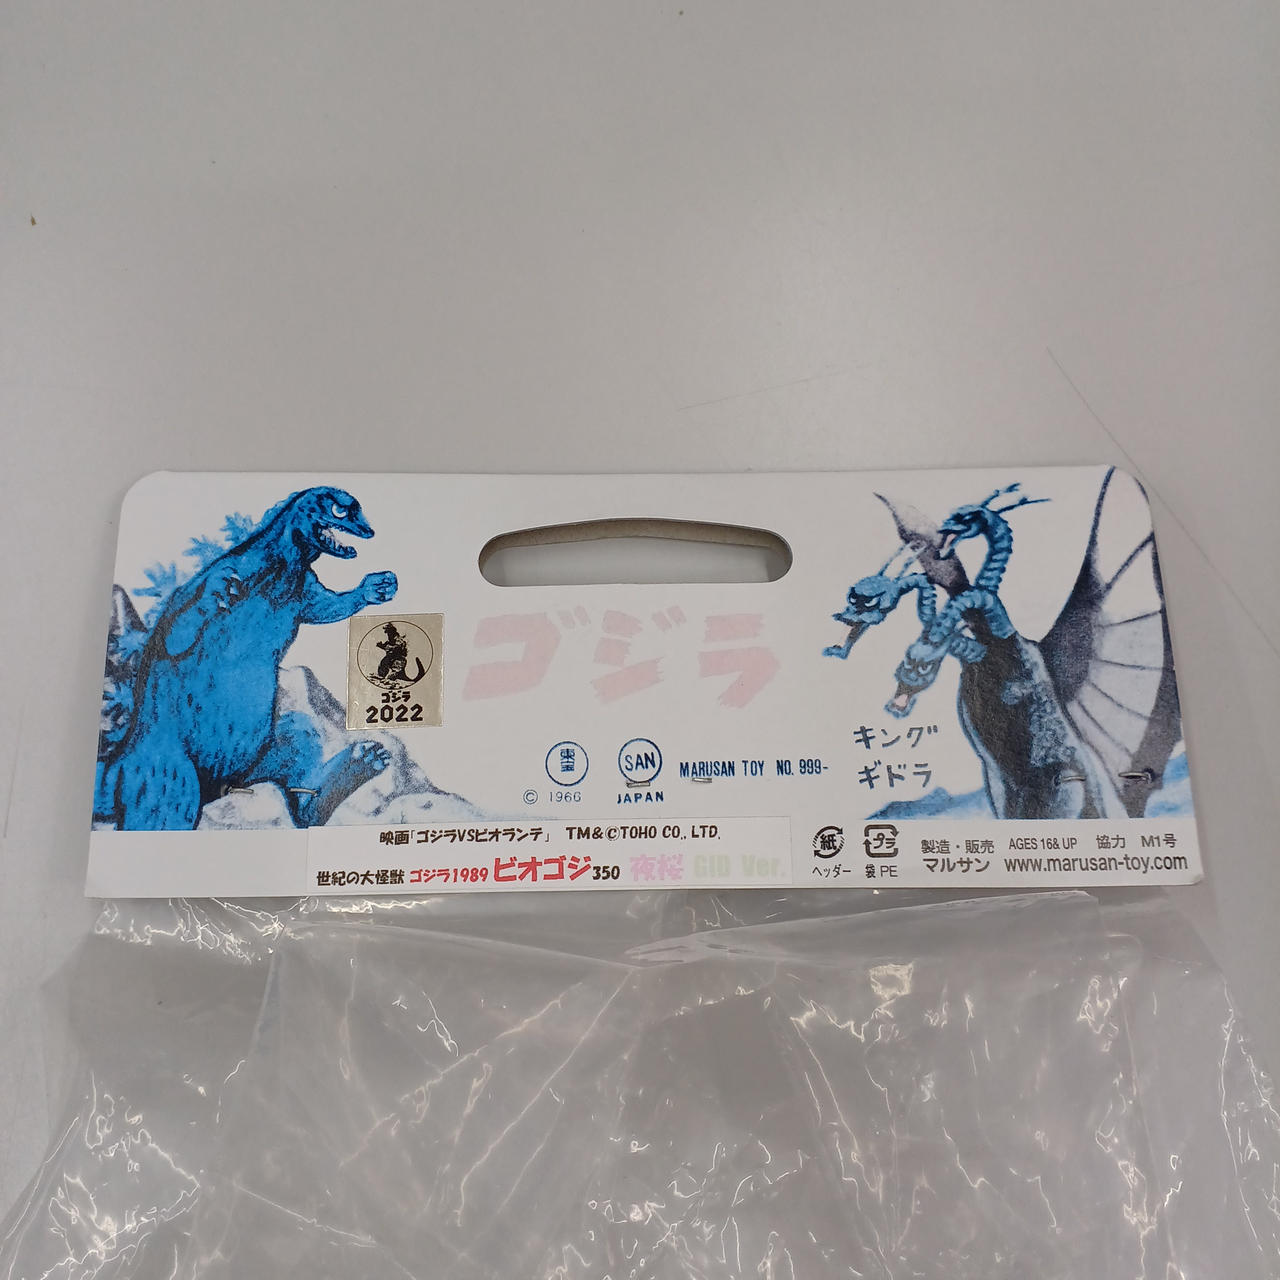 ゴジラ
ゴジラ
2022
キング
ギドラ
東宝
© 1966
SAN
JAPAN
MARUSAN TOY NO. 999-
映画「ゴジラVSビオランテ」 TM&©TOHO CO., LTD.
世紀の大怪獣 ゴジラ1989 ビオゴジ350 夜桜 GID Ver.
紙
ヘッダー
プラ
袋 PE
製造・販売 AGES 16& UP 協力 M1号
マルサン www.marusan-toy.com